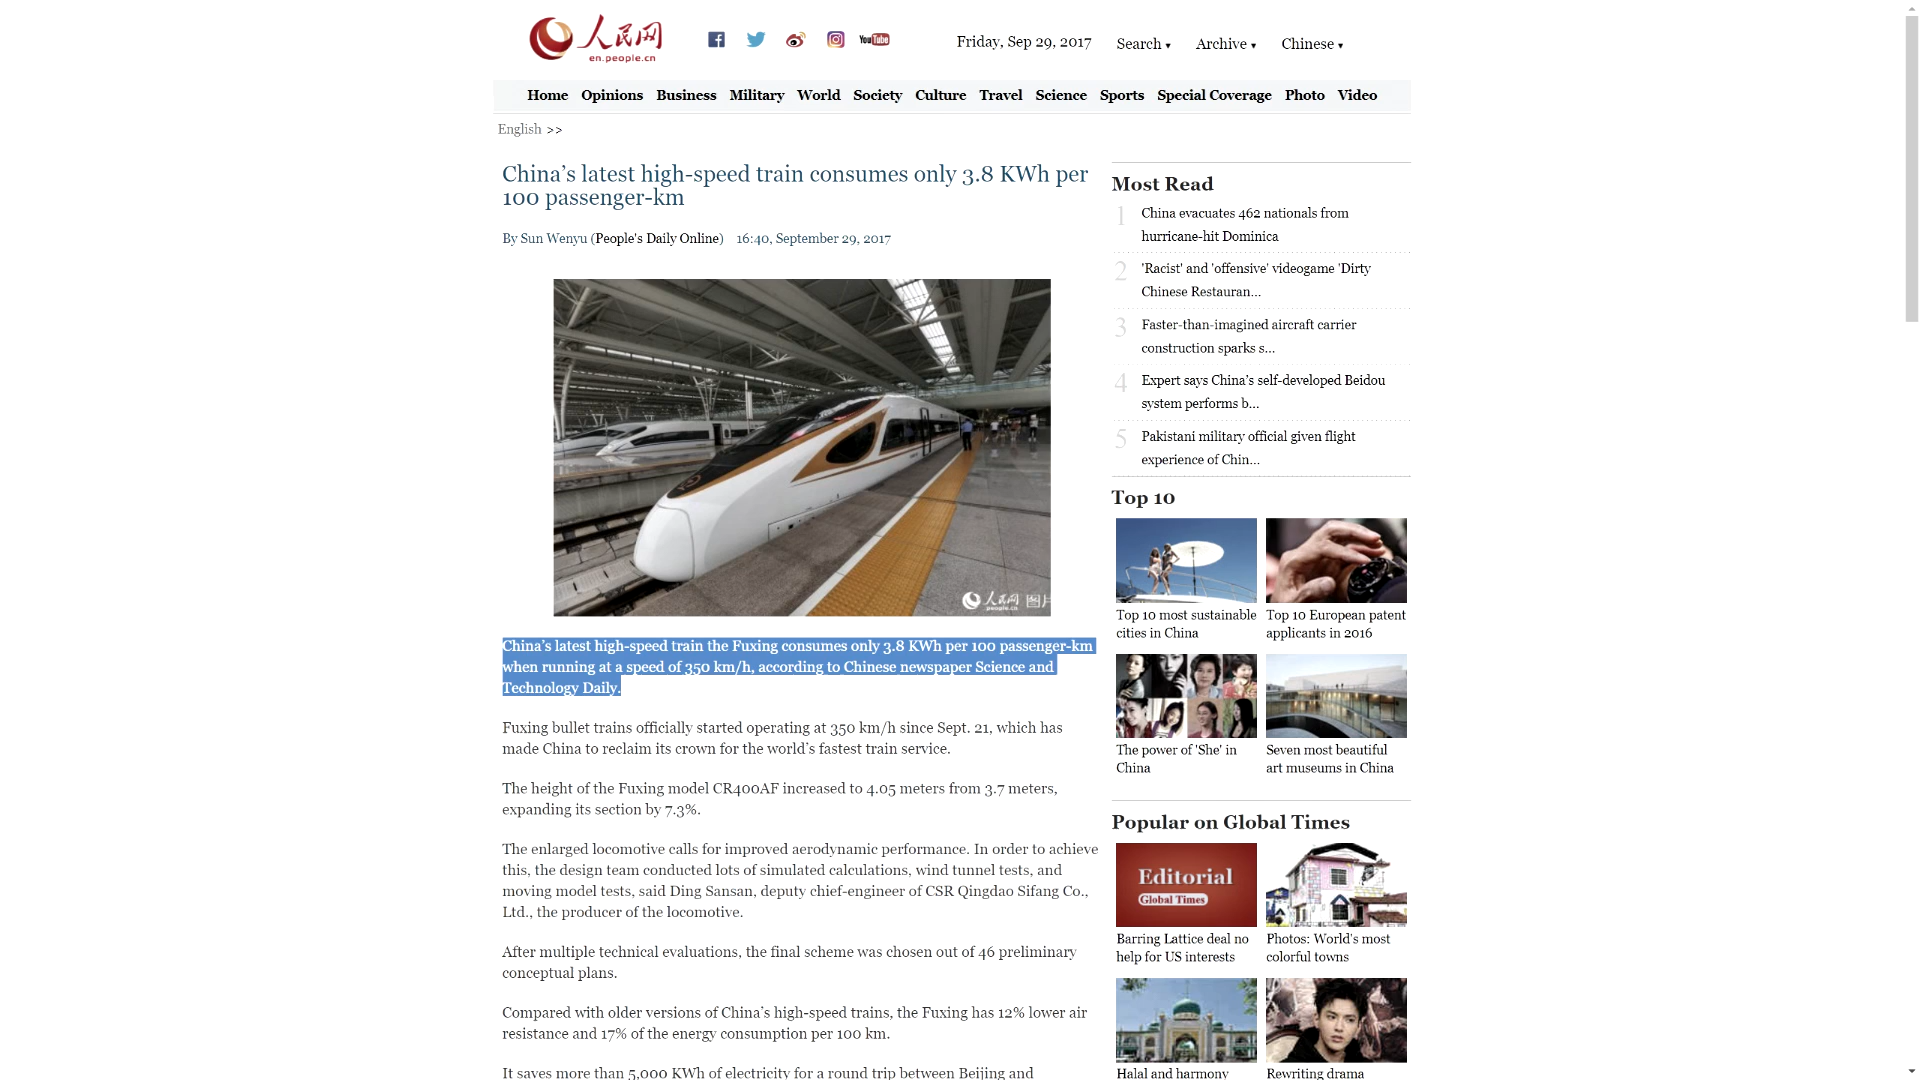 人民网
en.people.cn
You Tube
Friday, Sep 29, 2017
Search ▾
Archive ▾
Chinese ▾
Home Opinions Business Military World Society Culture Travel Science Sports Special Coverage Photo Video
English >>
China’s latest high-speed train consumes only 3.8 KWh per
100 passenger-km
By Sun Wenyu (People's Daily Online) 16:40, September 29, 2017
人民网
people.cn
图片
China’s latest high-speed train the Fuxing consumes only 3.8 KWh per 100 passenger-km
when running at a speed of 350 km/h, according to Chinese newspaper Science and
Technology Daily.
Fuxing bullet trains officially started operating at 350 km/h since Sept. 21, which has
made China to reclaim its crown for the world’s fastest train service.
The height of the Fuxing model CR400AF increased to 4.05 meters from 3.7 meters,
expanding its section by 7.3%.
The enlarged locomotive calls for improved aerodynamic performance. In order to achieve
this, the design team conducted lots of simulated calculations, wind tunnel tests, and
moving model tests, said Ding Sansan, deputy chief-engineer of CSR Qingdao Sifang Co.,
Ltd., the producer of the locomotive.
After multiple technical evaluations, the final scheme was chosen out of 46 preliminary
conceptual plans.
Compared with older versions of China’s high-speed trains, the Fuxing has 12% lower air
resistance and 17% of the energy consumption per 100 km.
It saves more than 5,000 KWh of electricity for a round trip between Beijing and
Most Read
1 China evacuates 462 nationals from
hurricane-hit Dominica
2 'Racist' and 'offensive' videogame 'Dirty
Chinese Restauran...
3 Faster-than-imagined aircraft carrier
construction sparks s...
4 Expert says China’s self-developed Beidou
system performs b...
5 Pakistani military official given flight
experience of Chin...
Top 10
Top 10 most sustainable
cities in China
Top 10 European patent
applicants in 2016
The power of 'She' in
China
Seven most beautiful
art museums in China
Popular on Global Times
Editorial
Global Times
Barring Lattice deal no
help for US interests
Photos: World's most
colorful towns
Halal and harmony
Rewriting drama